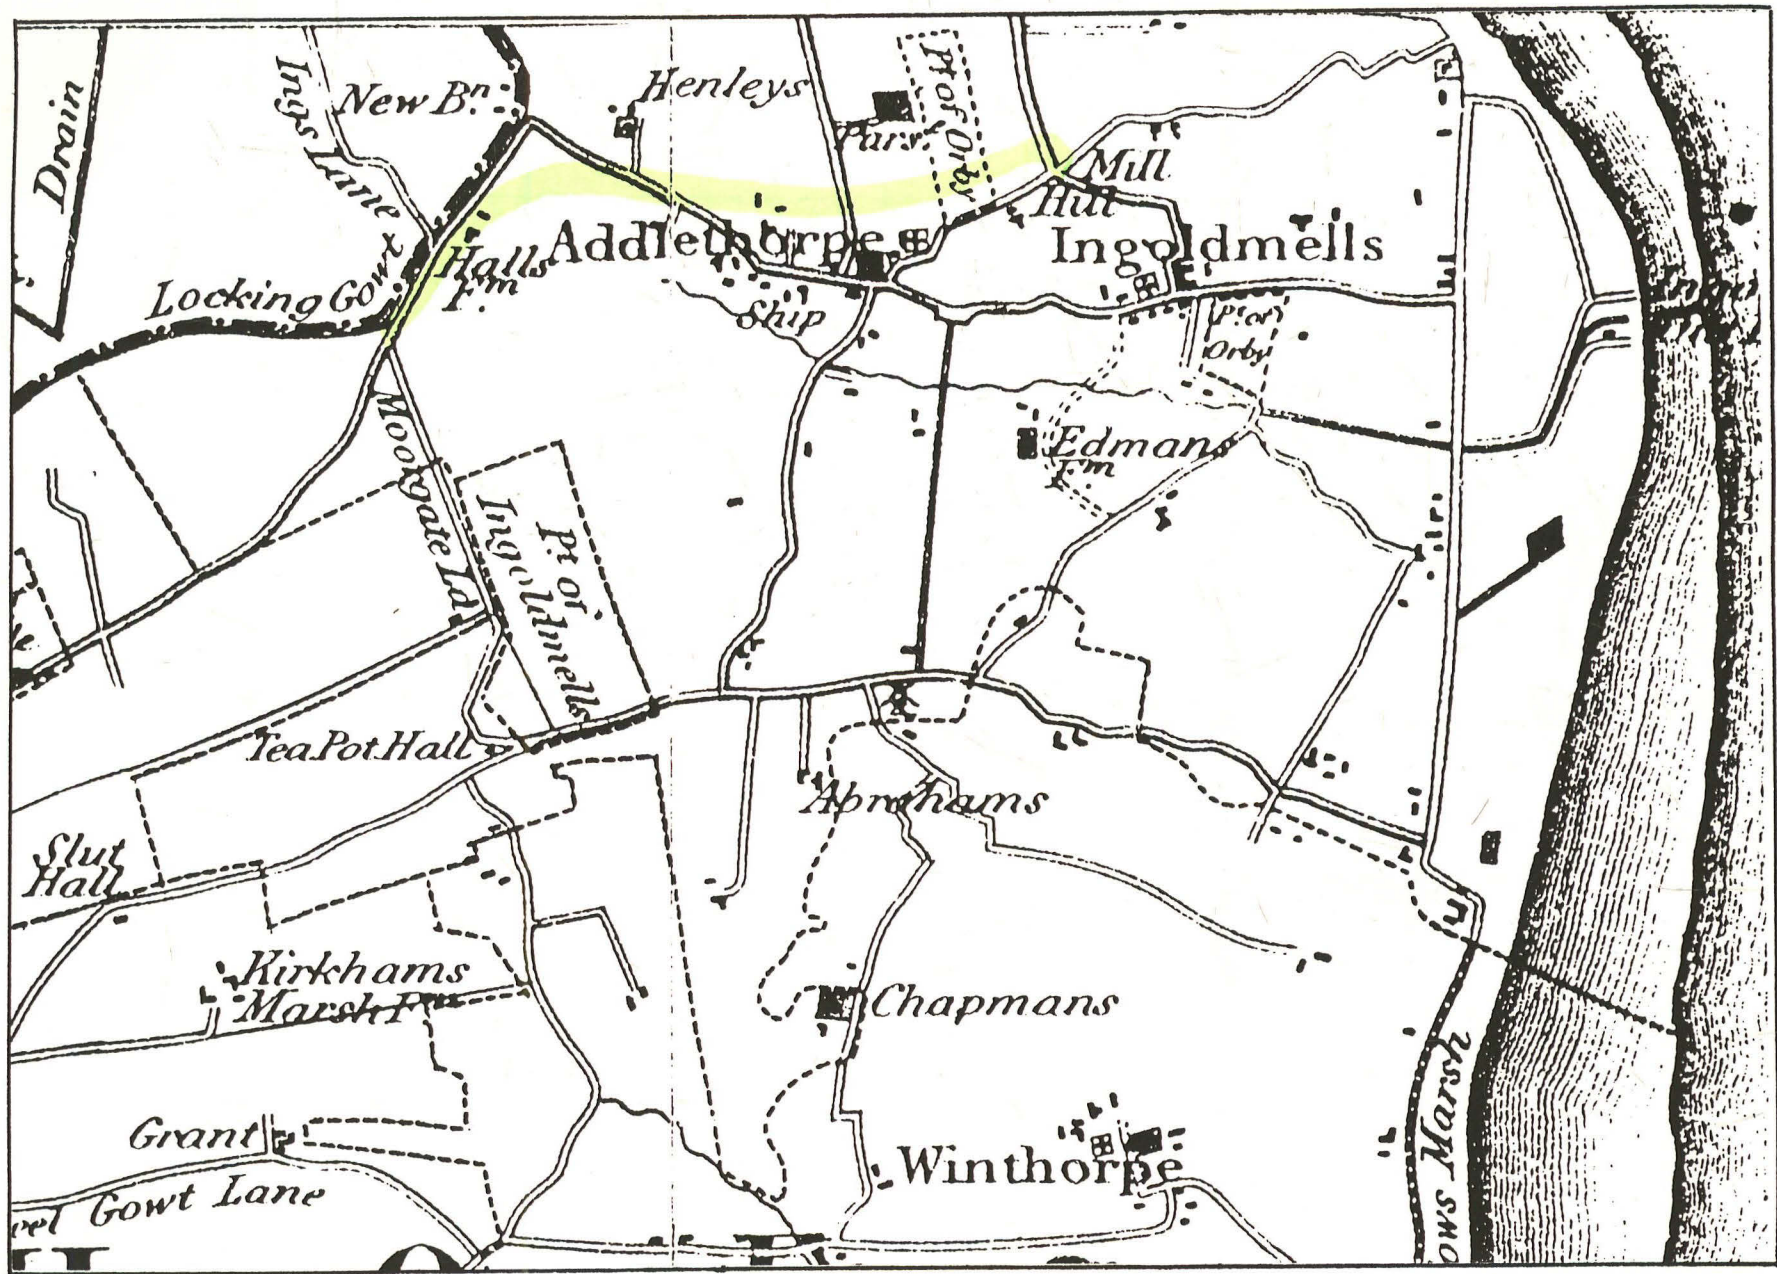 Drain
Ings Lane
New Bn.
Henleys
Pars.
Pt. of Orby
Mill
Hill
Addlethorpe
Ingoldmells
Halls
Fm.
Locking Gowt
Ship
Pt. of
Orby
Edmans
Fm.
Moorgate Ld.
Pt. of
Ingoldmells
Tea Pot Hall
Abrahams
Slut
Hall
Kirkhams
Marsh Fm.
Chapmans
Grant
Winthorpe
Gowt Lane
ows Marsh